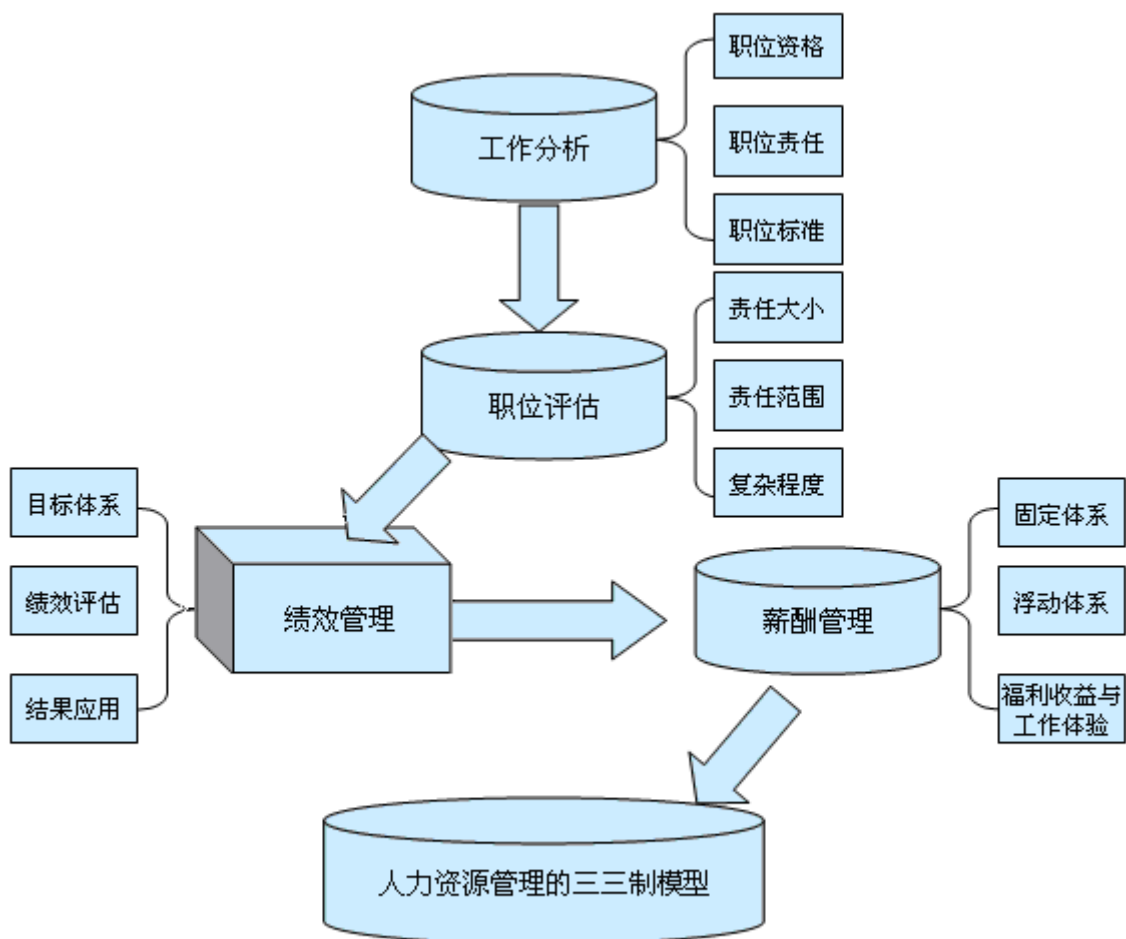 职位资格
工作分析
职位责任
职位标准
责任大小
职位评估
责任范围
复杂程度
目标体系
绩效评估
结果应用
绩效管理
薪酬管理
固定体系
浮动体系
福利收益与
工作体验
人力资源管理的三三制模型